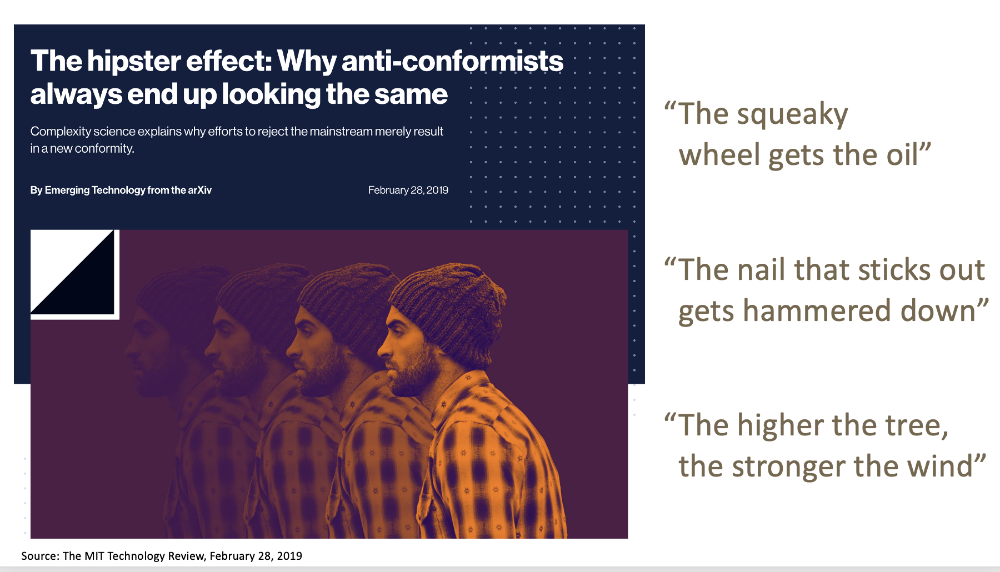 The hipster effect: Why anti-conformists
always end up looking the same
Complexity science explains why efforts to reject the mainstream merely result
in a new conformity.
By Emerging Technology from the arXiv
February 28, 2019
“The squeaky
wheel gets the oil”
“The nail that sticks out
gets hammered down”
“The higher the tree,
the stronger the wind”
Source: The MIT Technology Review, February 28, 2019